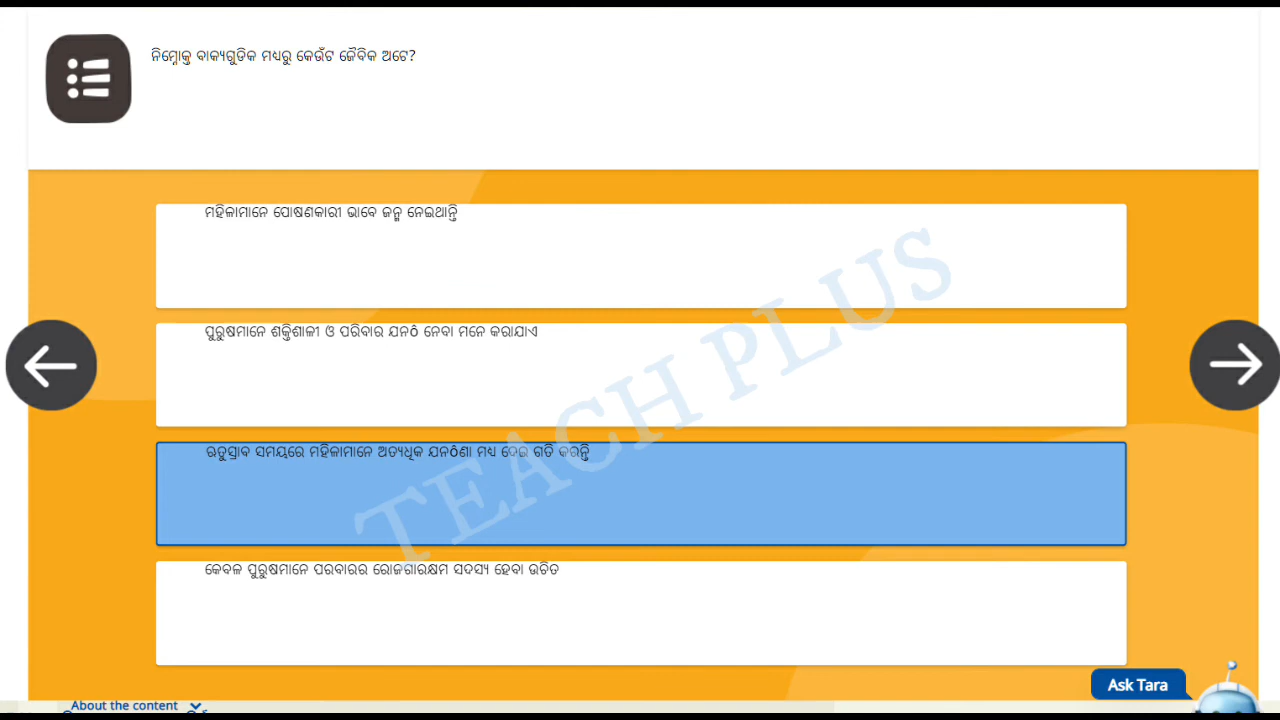 ନିମ୍ନୋକ୍ତ ବାକ୍ୟଗୁଡିକ ମଧ୍ୟରୁ କେଉଁଟ ଜୈବିକ ଅଟେ?
ମହିଳାମାନେ ପୋଷଣକାରୀ ଭାବେ ଜନ୍ମ ନେଇଥାନ୍ତି
ପୁରୁଷମାନେ ଶକ୍ତିଶାଳୀ ଓ ପରିବାର ଯନô ନେବା ମନେ କରାଯାଏ
ଋତୁସ୍ରାବ ସମୟରେ ମହିଳାମାନେ ଅତ୍ୟଧିକ ଯନôଣା ମଧ୍ୟ ଦେଇ ଗତି କରନ୍ତି
କେବଳ ପୁରୁଷମାନେ ପରବାରର ରୋଜଗାରକ୍ଷମ ସଦସ୍ୟ ହେବା ଉଚିତ
TEACH PLUS
Ask Tara
About the content